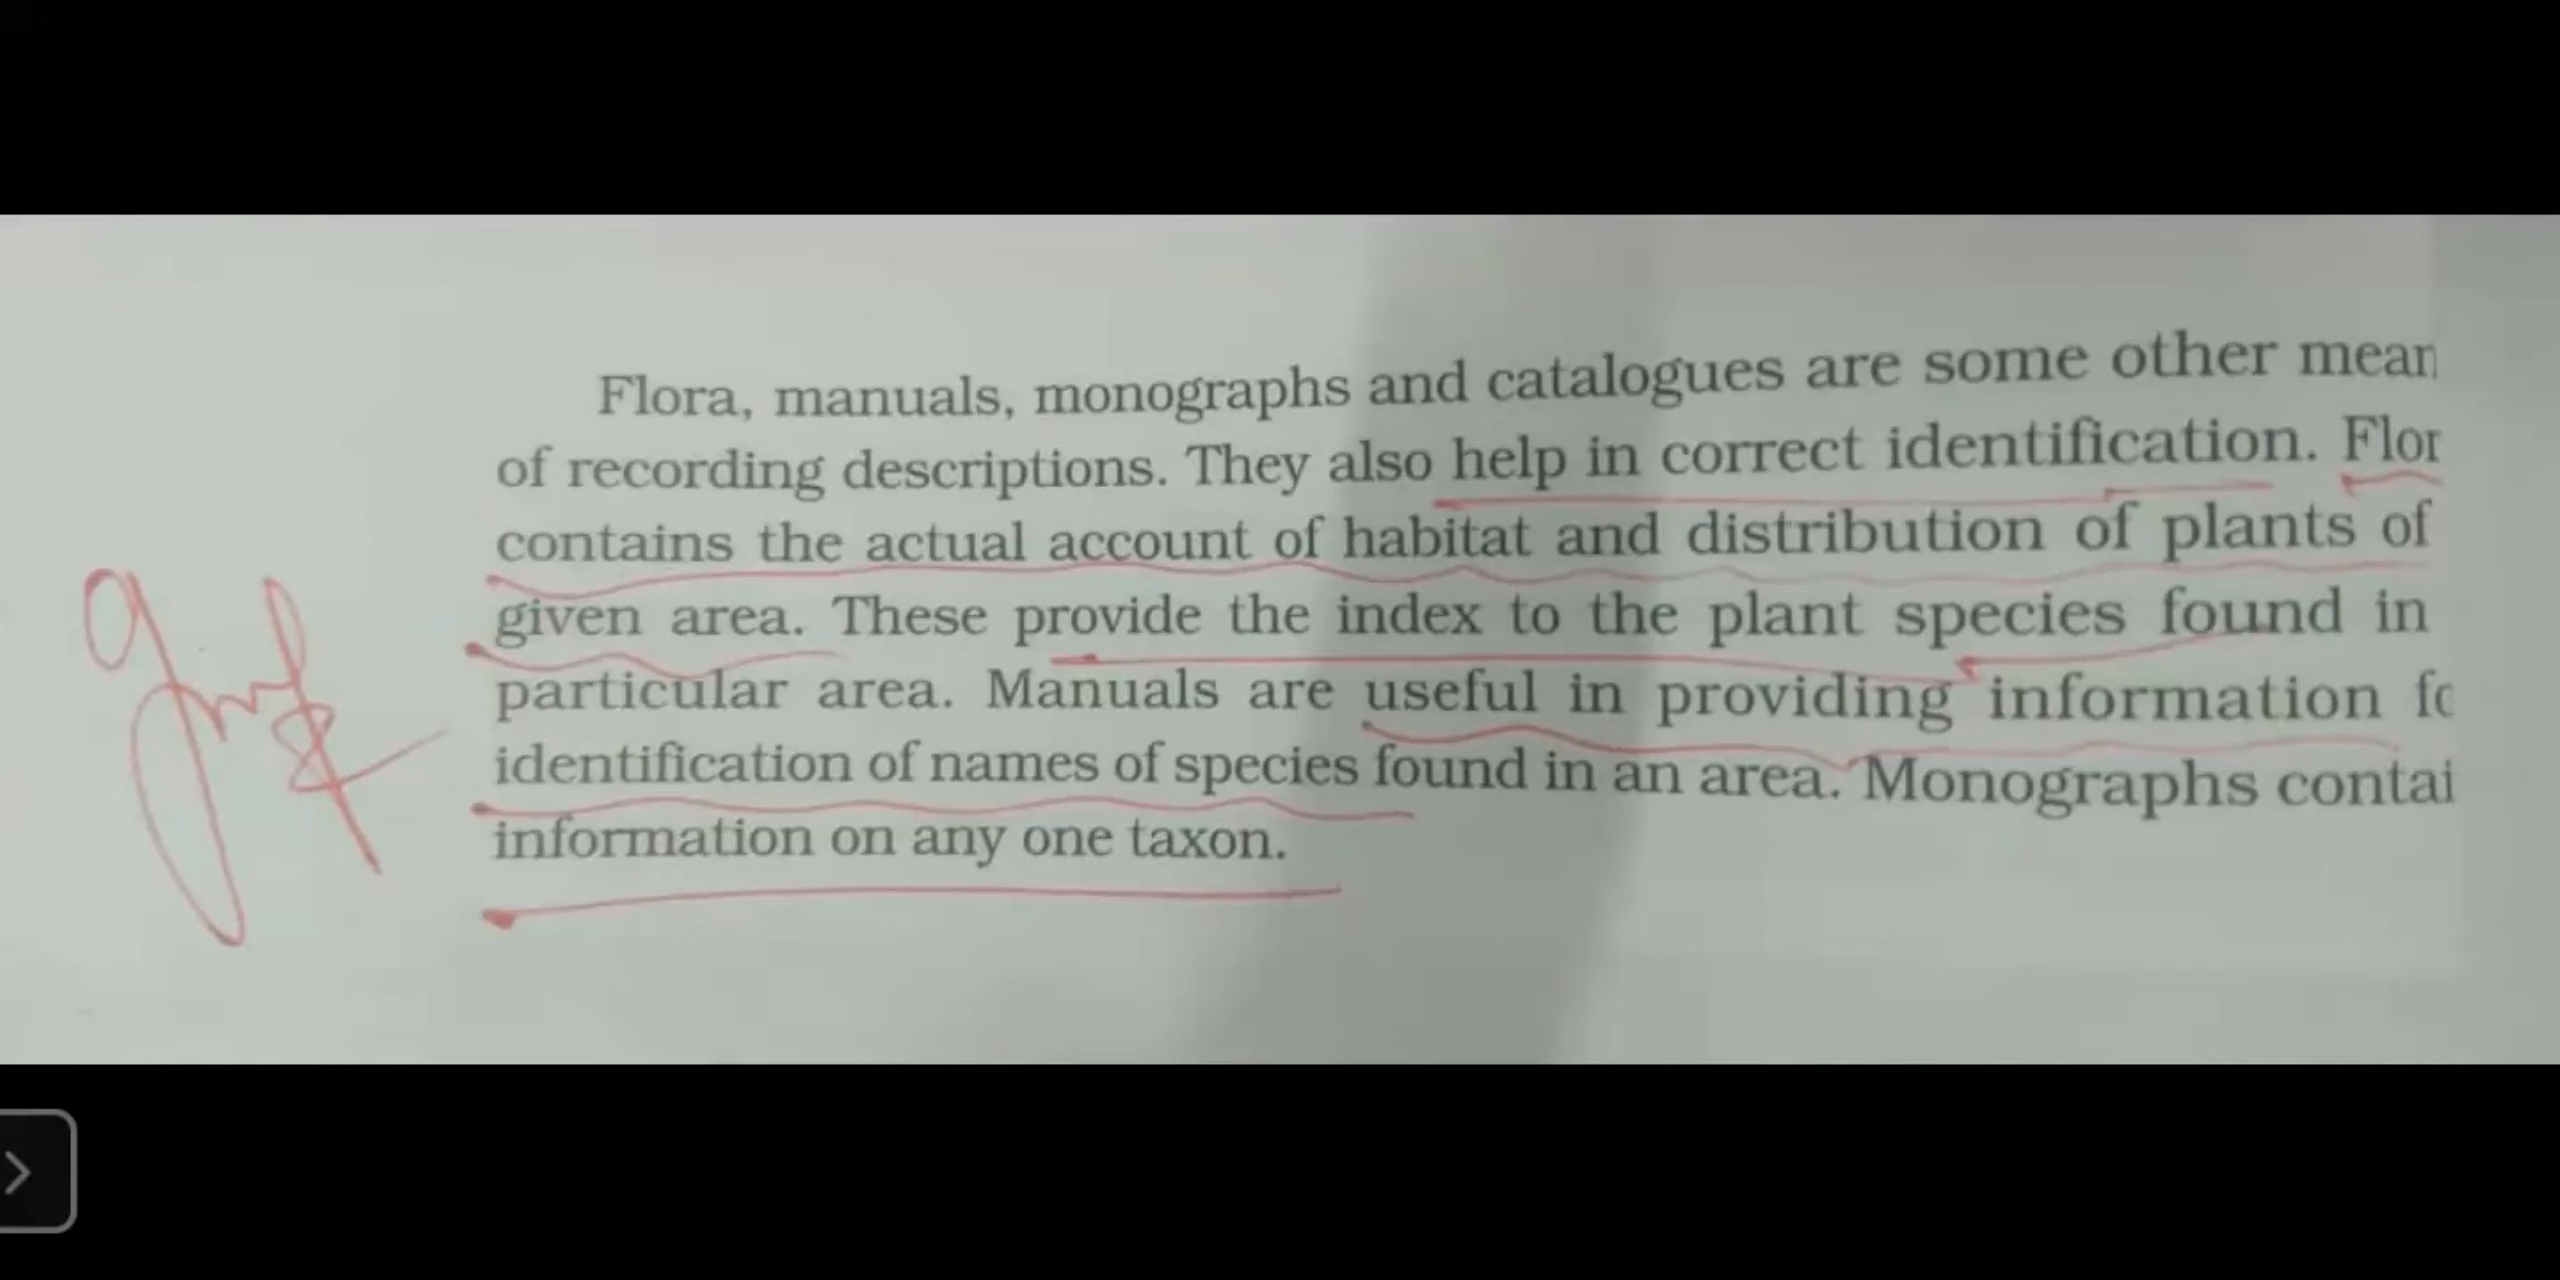 Flora, manuals, monographs and catalogues are some other mean
of recording descriptions. They also help in correct identification. Flor
contains the actual account of habitat and distribution of plants of
given area. These provide the index to the plant species found in
particular area. Manuals are useful in providing information fo
identification of names of species found in an area. Monographs contai
information on any one taxon.